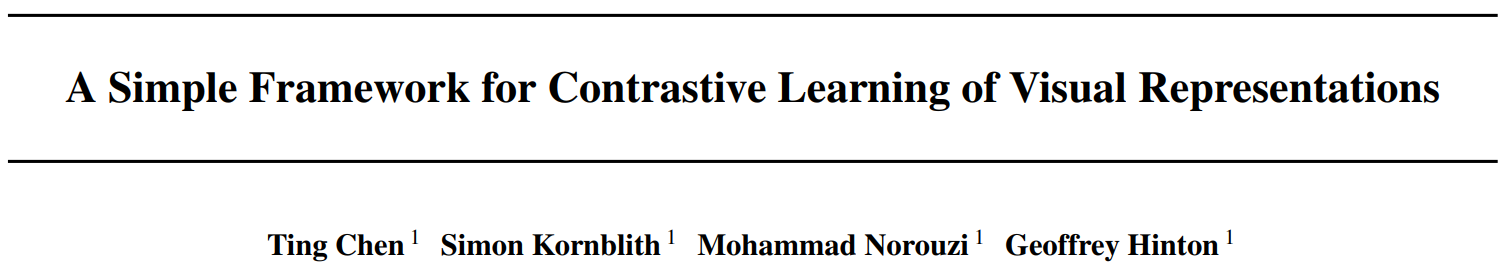 A Simple Framework for Contrastive Learning of Visual Representations
Ting Chen 1 Simon Kornblith 1 Mohammad Norouzi 1 Geoffrey Hinton 1